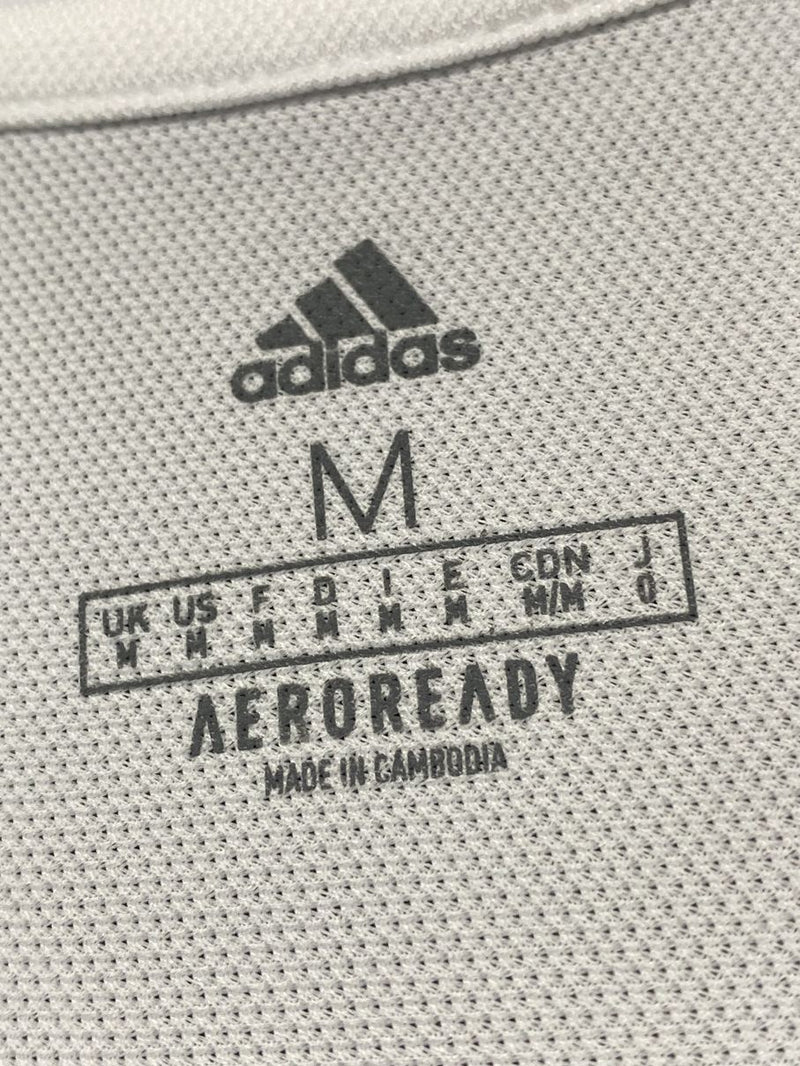 adidas
M
UK US F D I E CDN J
M M M M M M M/M O
AEROREADY
MADE IN CAMBODIA